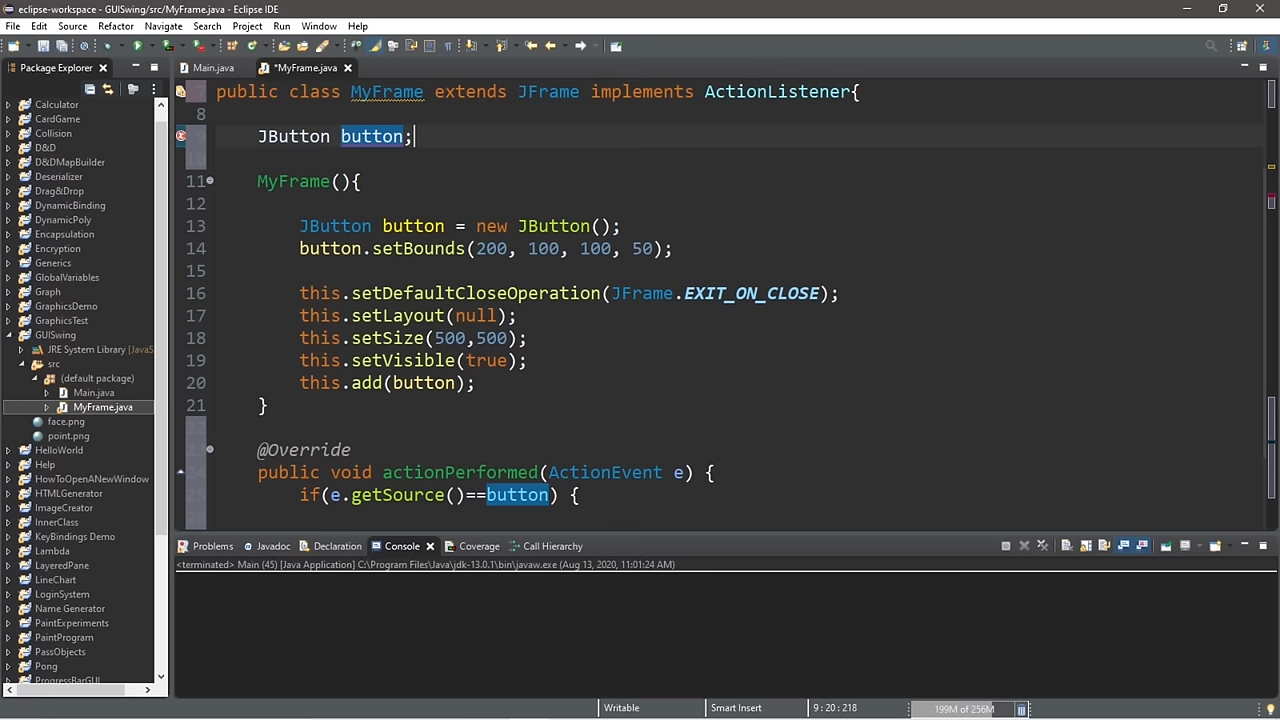 eclipse-workspace - GUISwing/src/MyFrame.java - Eclipse IDE
File Edit Source Refactor Navigate Search Project Run Window Help
Package Explorer
Calculator
CardGame
Collision
D&D
D&DMapBuilder
Deserializer
Drag&Drop
DynamicBinding
DynamicPoly
Encapsulation
Encryption
Generics
GlobalVariables
Graph
GraphicsDemo
GraphicsTest
GUISwing
JRE System Library [JavaS
src
(default package)
Main.java
MyFrame.java
face.png
point.png
HelloWorld
Help
HowToOpenANewWindow
HTMLGenerator
ImageCreator
InnerClass
KeyBindings Demo
Lambda
LayeredPane
LineChart
LoginSystem
Name Generator
PaintExperiments
PaintProgram
PassObjects
Pong
ProgressBarGUI
Main.java *MyFrame.java
7 public class MyFrame extends JFrame implements ActionListener{
8
9 JButton button;
10
11 MyFrame(){
12
13 JButton button = new JButton();
14 button.setBounds(200, 100, 100, 50);
15
16 this.setDefaultCloseOperation(JFrame.EXIT_ON_CLOSE);
17 this.setLayout(null);
18 this.setSize(500,500);
19 this.setVisible(true);
20 this.add(button);
21 }
@Override
public void actionPerformed(ActionEvent e) {
if(e.getSource()==button) {
Problems Javadoc Declaration Console Coverage Call Hierarchy
<terminated> Main (45) [Java Application] C:\Program Files\Java\jdk-13.0.1\bin\javaw.exe (Aug 13, 2020, 11:01:24 AM)
Writable Smart Insert 9 : 20 : 218 199M of 256M